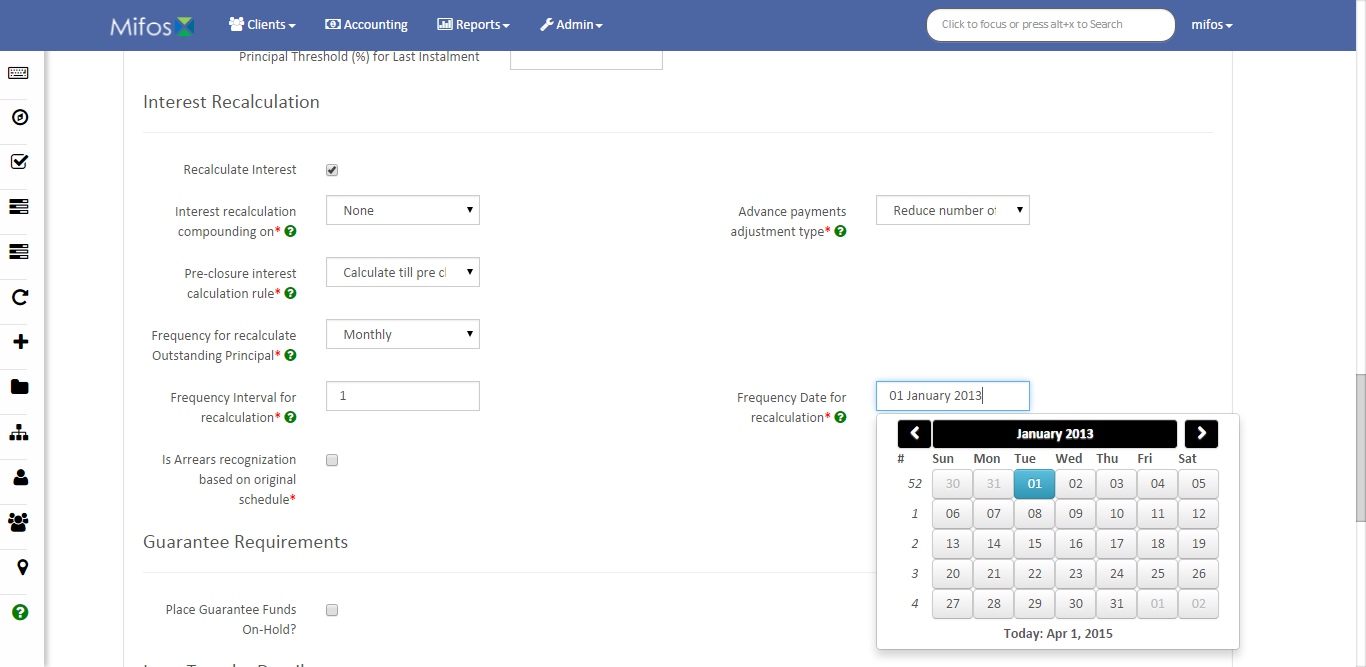 Mifos
Clients
Accounting
Reports
Admin
Click to focus or press alt+x to Search
mifos
Principal Threshold (%) for Last Instalment
Interest Recalculation
Recalculate Interest
Interest recalculation
compounding on*
None
Advance payments
adjustment type*
Reduce number of
Pre-closure interest
calculation rule*
Calculate till pre cl
Frequency for recalculate
Outstanding Principal*
Monthly
Frequency Interval for
recalculation*
1
Frequency Date for
recalculation*
01 January 2013
January 2013
# Sun Mon Tue Wed Thu Fri Sat
52 30 31 01 02 03 04 05
1 06 07 08 09 10 11 12
2 13 14 15 16 17 18 19
3 20 21 22 23 24 25 26
4 27 28 29 30 31 01 02
Today: Apr 1, 2015
Is Arrears recognization
based on original
schedule*
Guarantee Requirements
Place Guarantee Funds
On-Hold?